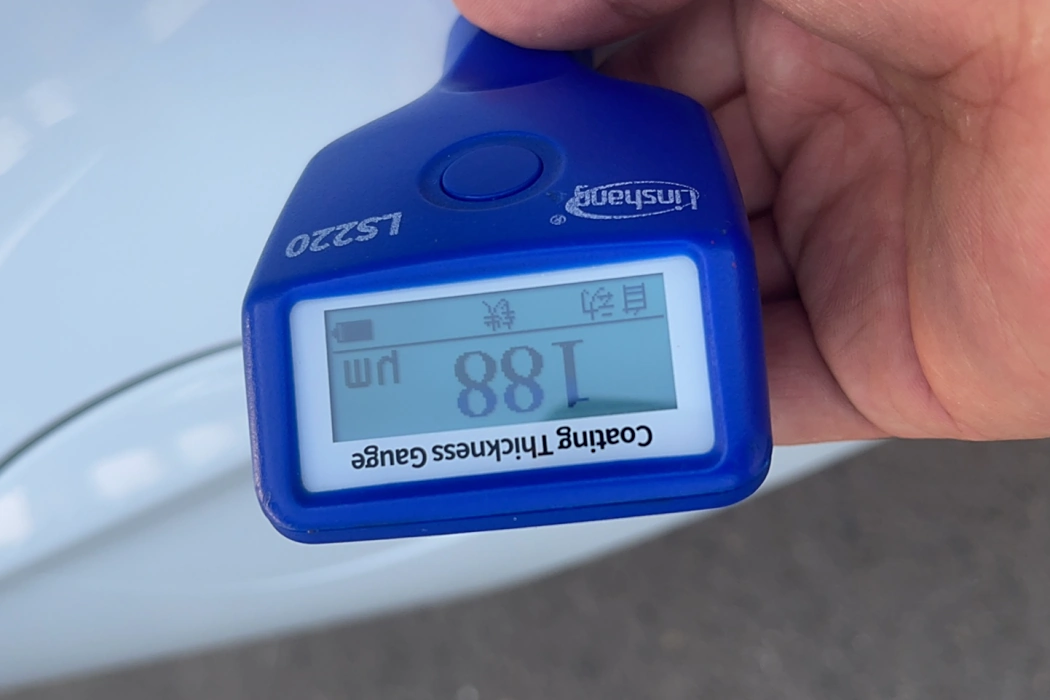 Coating Thickness Gauge
188 μm
自动 铁
Linshang®
LS220